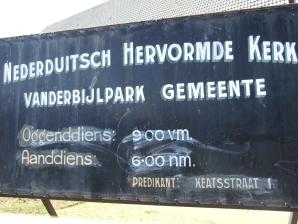 NEDERDUITSCH HERVORMDE KERK
VANDERBIJLPARK GEMEENTE
Oggenddiens: 9.00 vm.
Aanddiens: 6.00 nm.
PREDIKANT: KEATSSTRAAT 1.